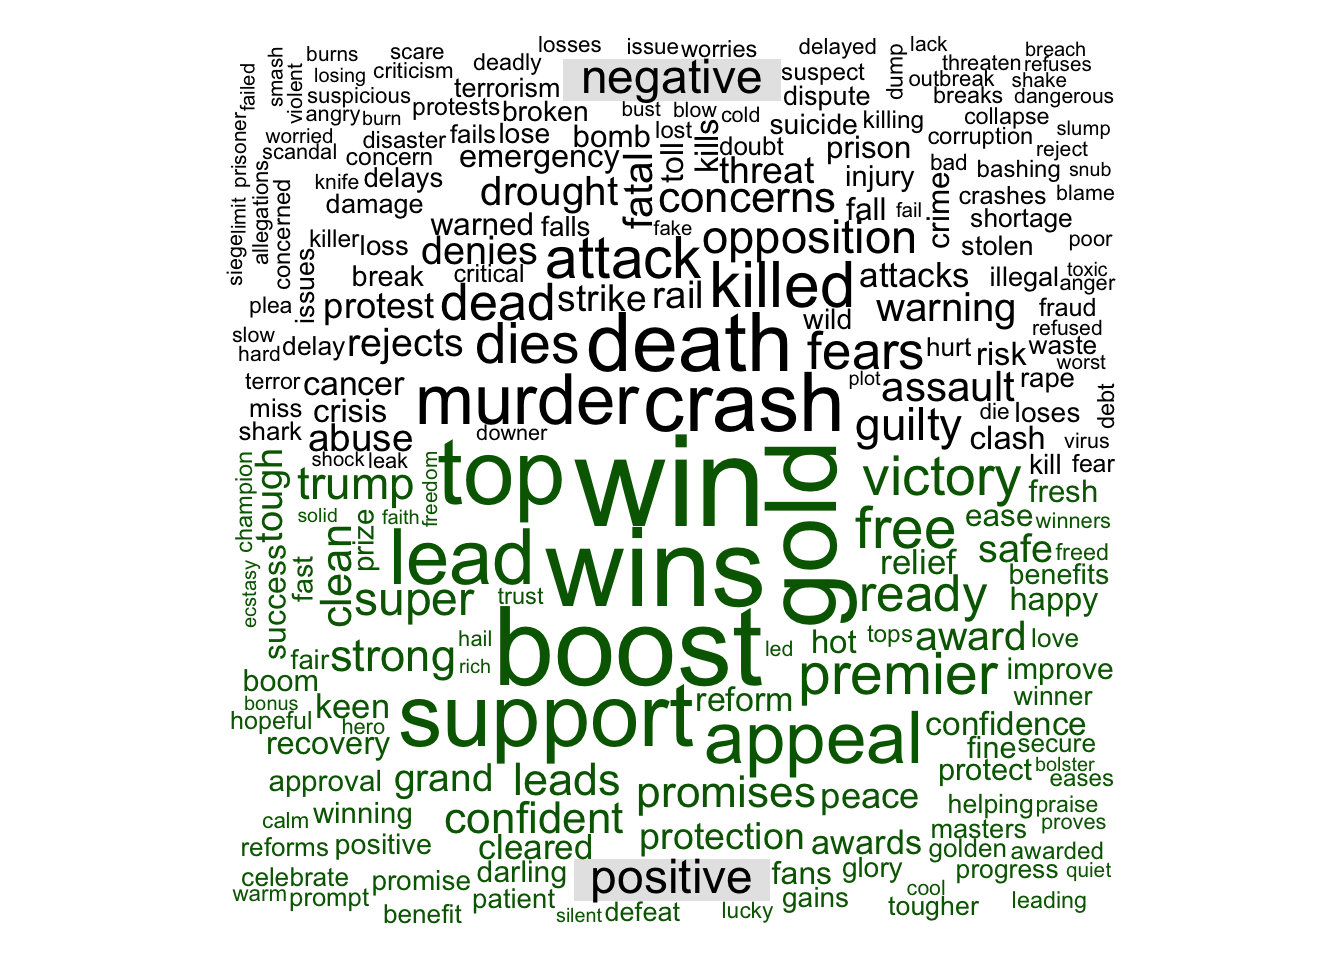 losses issue worries delayed lack breach
burns scare deadly negative suspect dump threaten refuses
smash losing criticism terrorism outbreak shake
failed violent suspicious protests broken bust blow cold dispute breaks dangerous
angry burn suicide killing collapse
prisoner worried disaster fails lose bomb lost kills doubt prison corruption slump
scandal concern emergency fatal toll threat bad reject
allegations knife delays drought concerns injury crime bashing snub
limit concerned damage fall fail crashes blame
siege warned falls fake opposition shortage
killer loss denies attack stolen poor
issues break critical killed attacks illegal toxic
plea protest dead strike rail warning anger
wild fraud
slow delay rejects dies death fears hurt risk refused
hard waste
terror cancer murder crash plot assault rape worst
miss crisis guilty die loses debt
shark abuse downer clash virus
shock leak freedom top win gold victory kill fear
champion tough trump fresh
solid faith free ease winners
success clean prize lead wins relief safe freed
fast benefits
ecstasy super trust ready happy
hail boost led hot tops award love
fair strong rich improve
boom premier
bonus keen support reform winner
hopeful hero appeal confidence
recovery fine secure
approval grand leads protect bolster
eases
promises peace helping praise
calm winning confident masters proves
reforms positive cleared protection awards golden awarded
celebrate promise darling positive fans glory progress quiet
warm prompt patient gains cool
benefit silent defeat lucky tougher leading